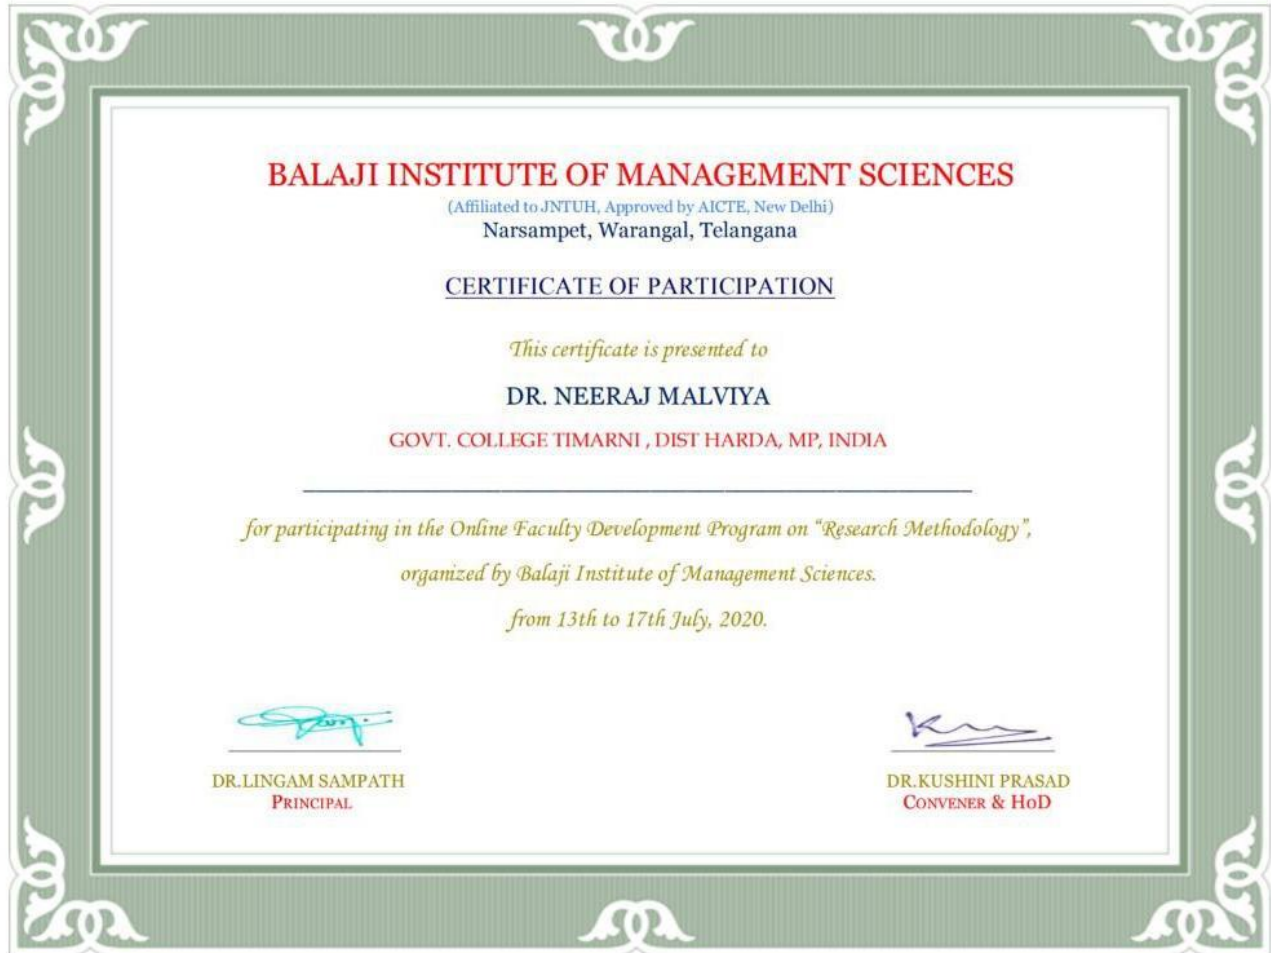 BALAJI INSTITUTE OF MANAGEMENT SCIENCES
(Affiliated to JNTUH, Approved by AICTE, New Delhi)
Narsampet, Warangal, Telangana
CERTIFICATE OF PARTICIPATION
This certificate is presented to
DR. NEERAJ MALVIYA
GOVT. COLLEGE TIMARNI , DIST HARDA, MP, INDIA
for participating in the Online Faculty Development Program on “Research Methodology”,
organized by Balaji Institute of Management Sciences.
from 13th to 17th July, 2020.
DR.LINGAM SAMPATH
PRINCIPAL
DR.KUSHINI PRASAD
CONVENER & HOD